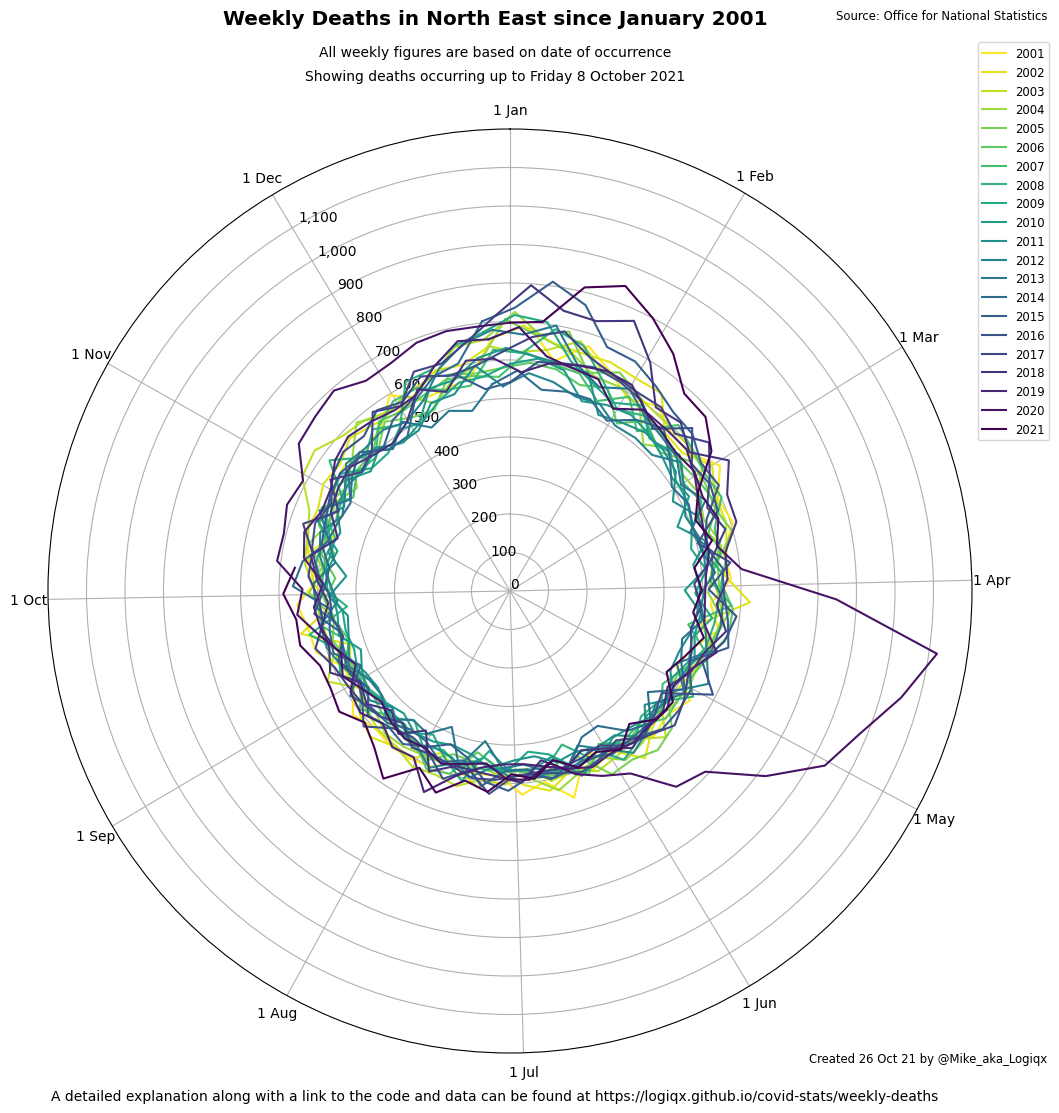 Weekly Deaths in North East since January 2001
Source: Office for National Statistics
All weekly figures are based on date of occurrence
Showing deaths occurring up to Friday 8 October 2021
2001
2002
2003
2004
2005
2006
2007
2008
2009
2010
2011
2012
2013
2014
2015
2016
2017
2018
2019
2020
2021
1 Jan
1 Feb
1 Mar
1 Apr
1 May
1 Jun
1 Jul
1 Aug
1 Sep
1 Oct
1 Nov
1 Dec
1,100
1,000
900
800
700
600
500
400
300
200
100
0
Created 26 Oct 21 by @Mike_aka_Logiqx
A detailed explanation along with a link to the code and data can be found at https://logiqx.github.io/covid-stats/weekly-deaths